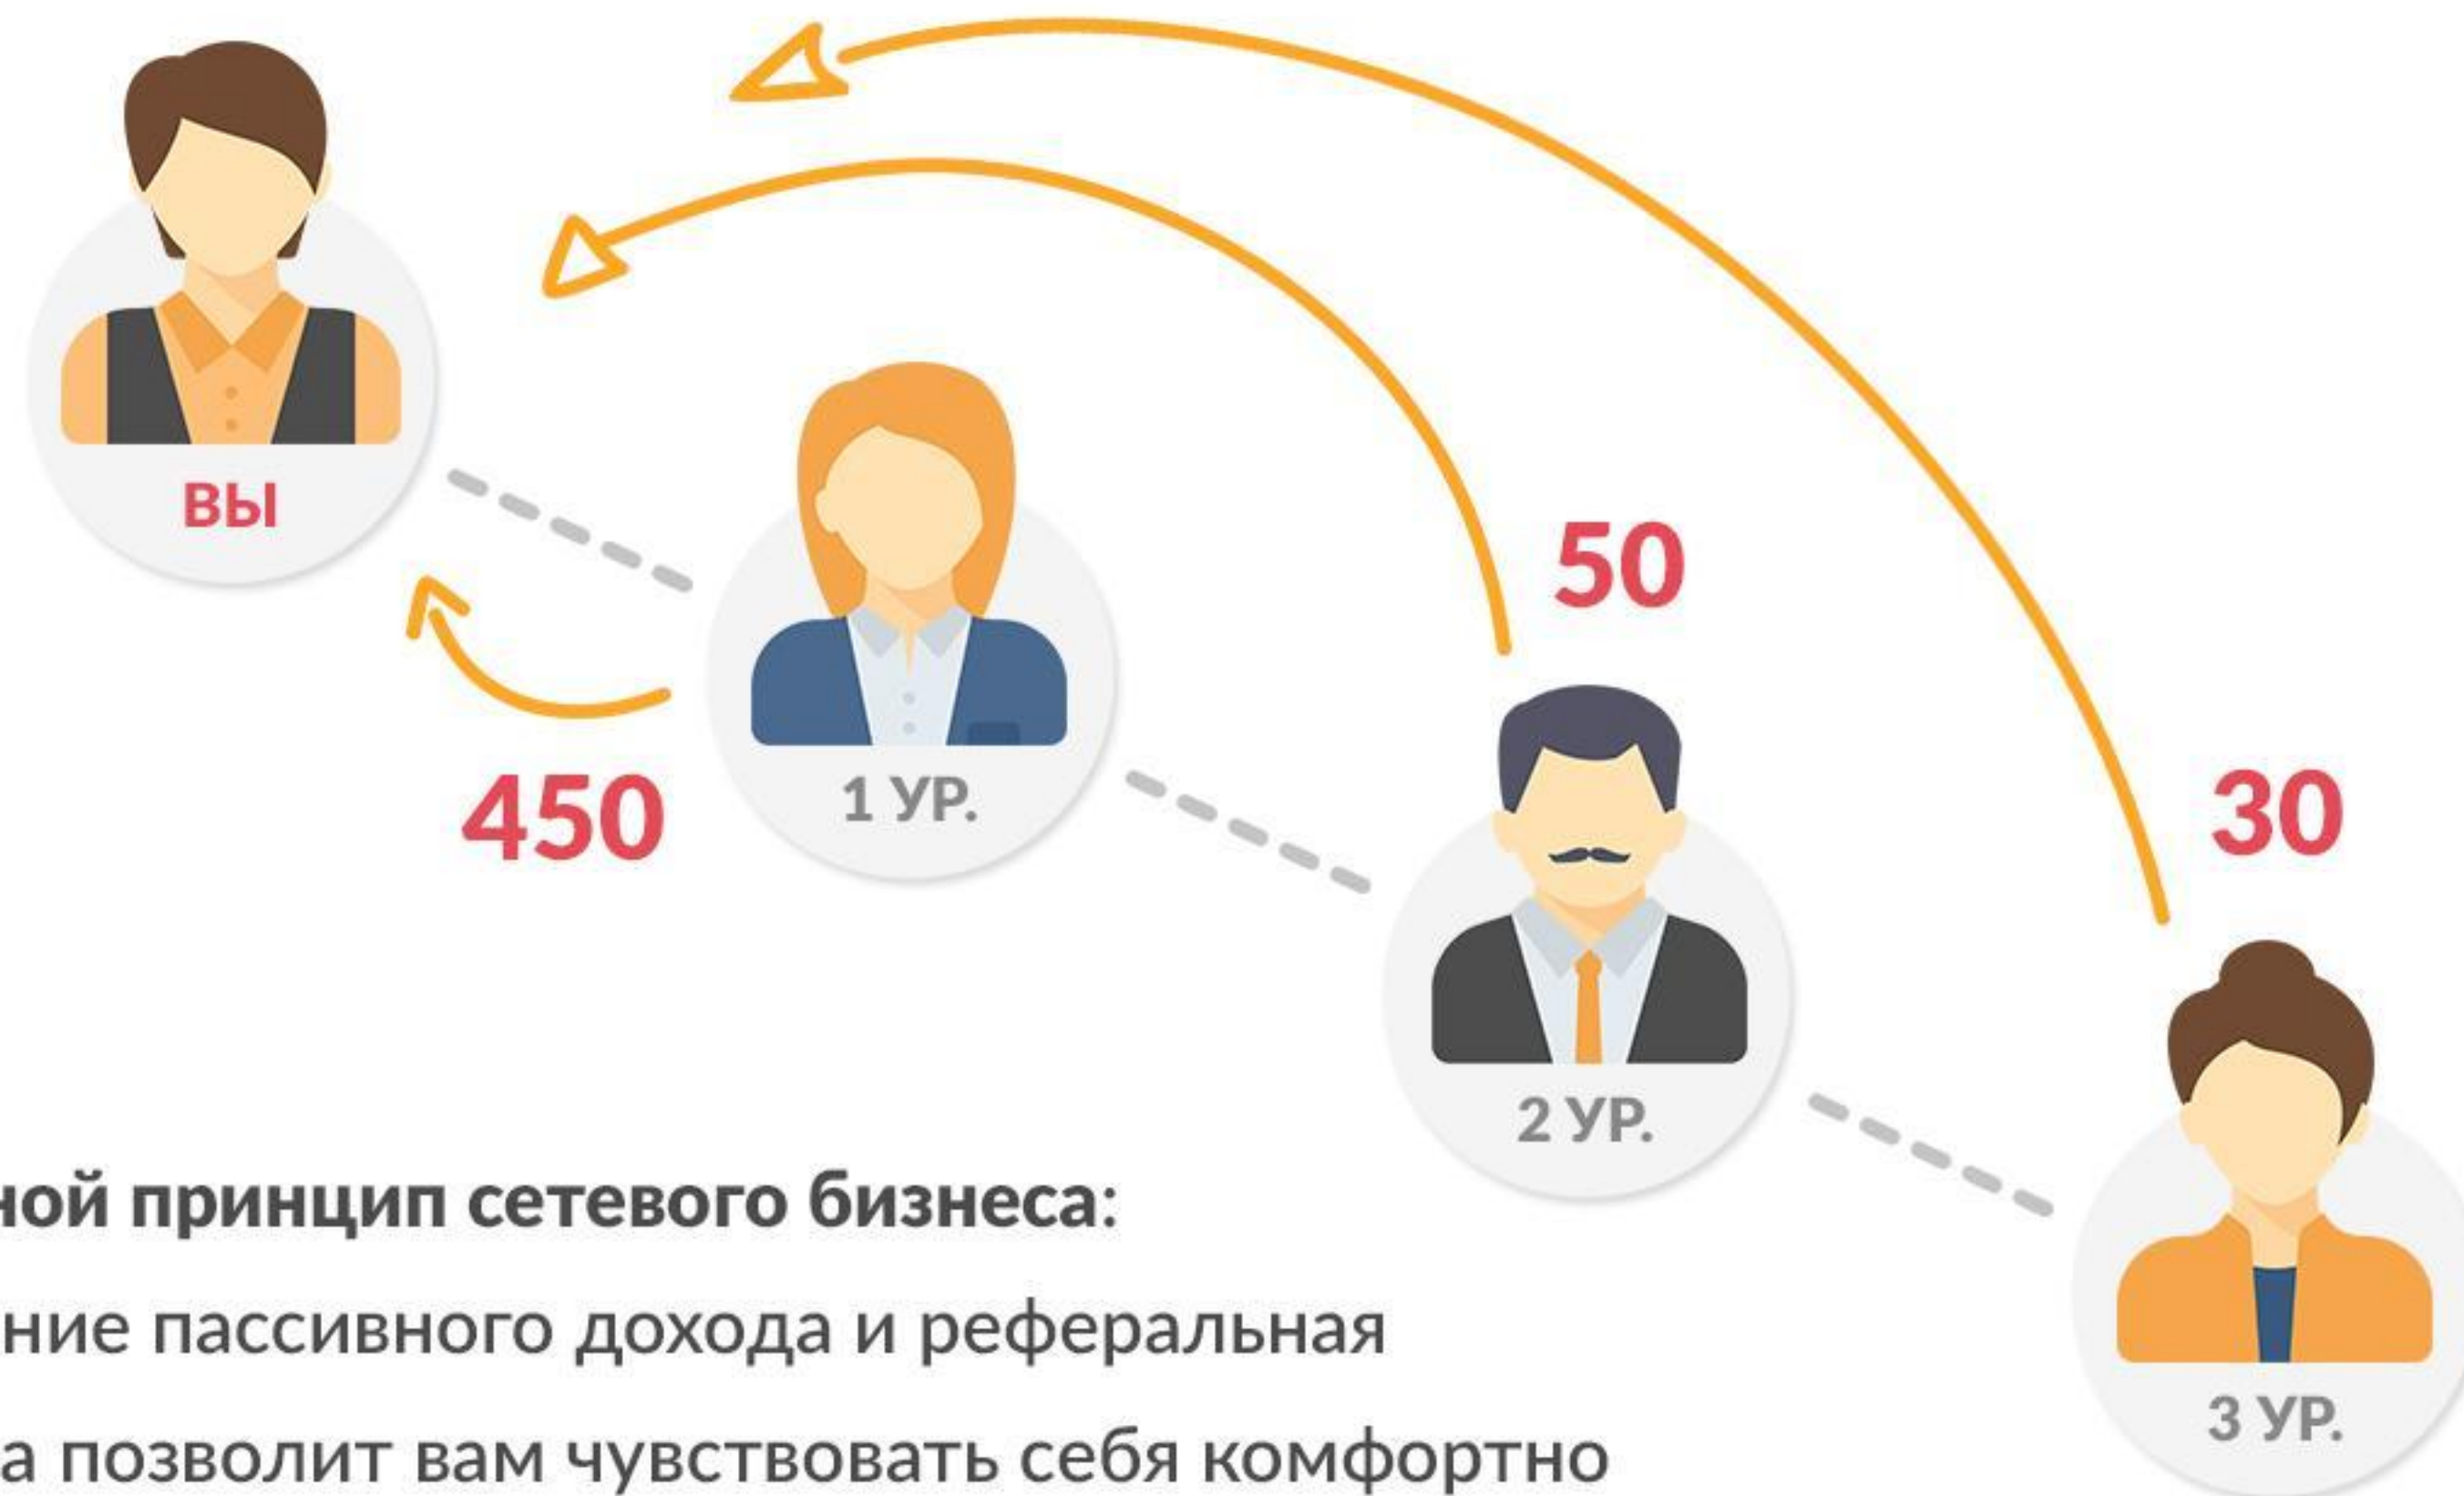 ВЫ
50
450
1 УР.
30
2 УР.
ной принцип сетевого бизнеса:
ние пассивного дохода и реферальная
3 УР.
а позволит вам чувствовать себя комфортно